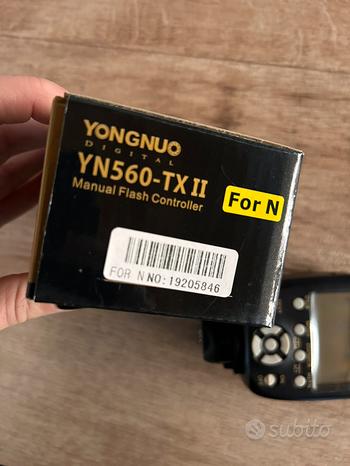 YONGNUO
DIGITAL
YN560-TX II
Manual Flash Controller
For N
FOR N NO: 19205846
subito